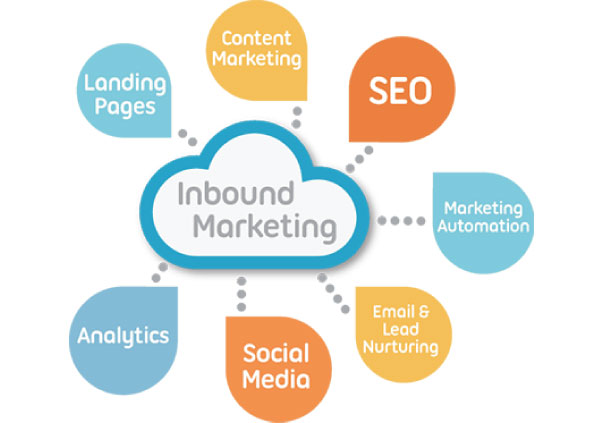 Content
Marketing
Landing
Pages
SEO
Inbound
Marketing
Marketing
Automation
Analytics
Social
Media
Email &
Lead
Nurturing